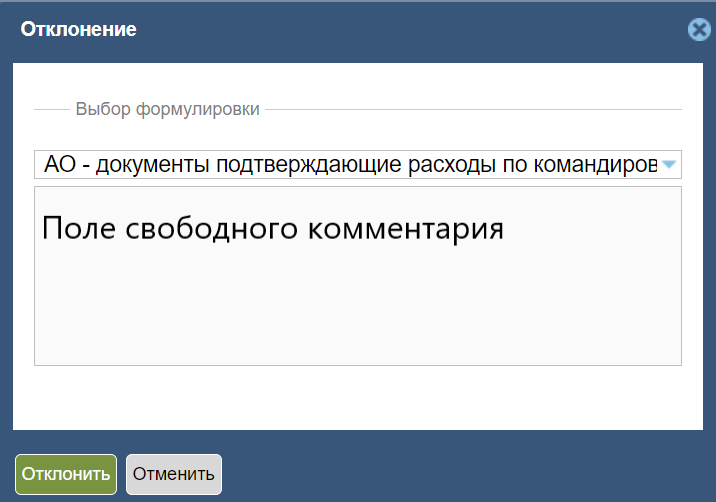 Отклонение
Выбор формулировки
АО - документы подтверждающие расходы по командиров
Поле свободного комментария
Отклонить Отменить